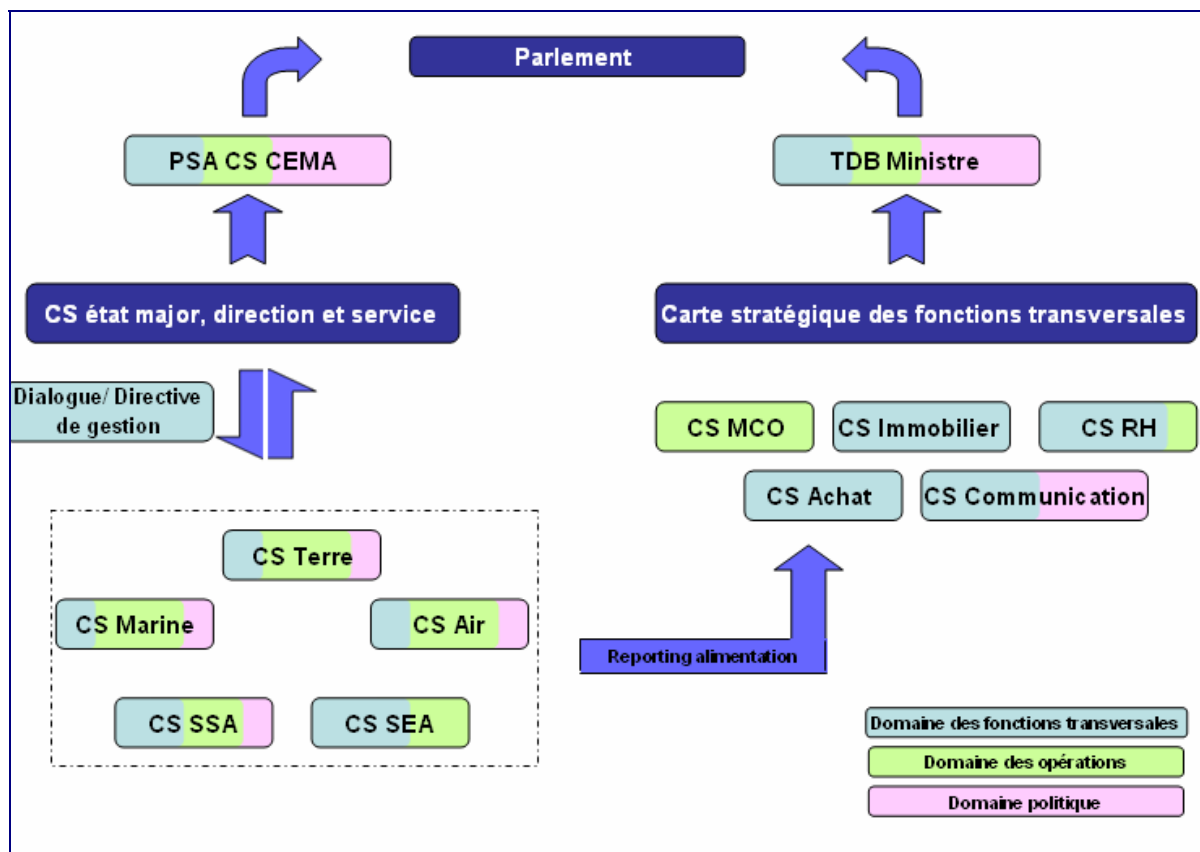 Parlement
PSA CS CEMA
TDB Ministre
CS état major, direction et service
Carte stratégique des fonctions transversales
Dialogue/ Directive
de gestion
CS MCO
CS Immobilier
CS RH
CS Achat
CS Communication
CS Terre
CS Marine
CS Air
CS SSA
CS SEA
Reporting alimentation
Domaine des fonctions transversales
Domaine des opérations
Domaine politique